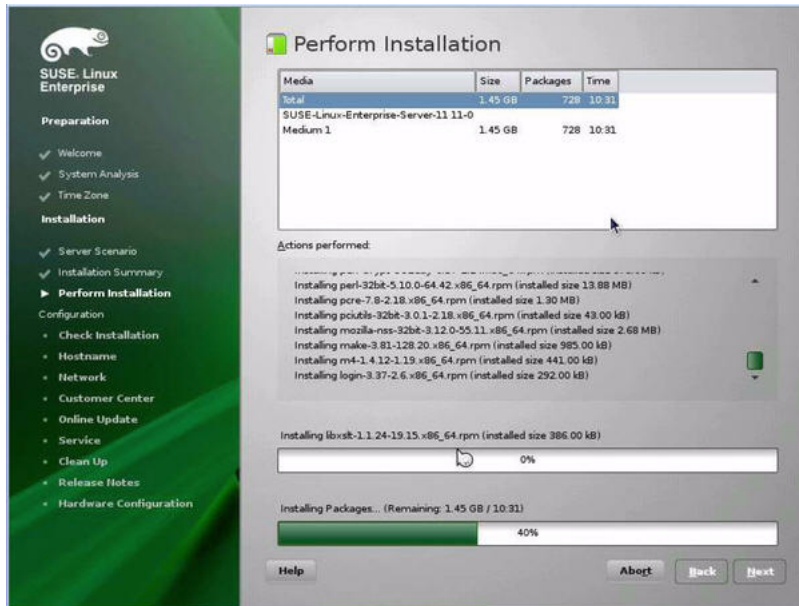 SUSE. Linux
Enterprise
Preparation
Welcome
System Analysis
Time Zone
Installation
Server Scenario
Installation Summary
Perform Installation
Configuration
Check Installation
Hostname
Network
Customer Center
Online Update
Service
Clean Up
Release Notes
Hardware Configuration
Perform Installation
Media Size Packages Time
Total 1.45 GB 728 10:31
SUSE-Linux-Enterprise-Server-11 11-0
Medium 1 1.45 GB 728 10:31
Actions performed:
Installing perl-32bit-5.10.0-64.42.x86_64.rpm (installed size 13.88 MB)
Installing pcre-7.8-2.18.x86_64.rpm (installed size 1.30 MB)
Installing pciutils-32bit-3.0.1-2.18.x86_64.rpm (installed size 43.00 kB)
Installing mozilla-nss-32bit-3.12.0-55.11.x86_64.rpm (installed size 2.68 MB)
Installing make-3.81-128.20.x86_64.rpm (installed size 985.00 kB)
Installing m4-1.4.12-1.19.x86_64.rpm (installed size 441.00 kB)
Installing login-3.37-2.6.x86_64.rpm (installed size 292.00 kB)
Installing libxslt-1.1.24-19.15.x86_64.rpm (installed size 386.00 kB)
0%
Installing Packages... (Remaining: 1.45 GB / 10:31)
40%
Help Abort Back Next